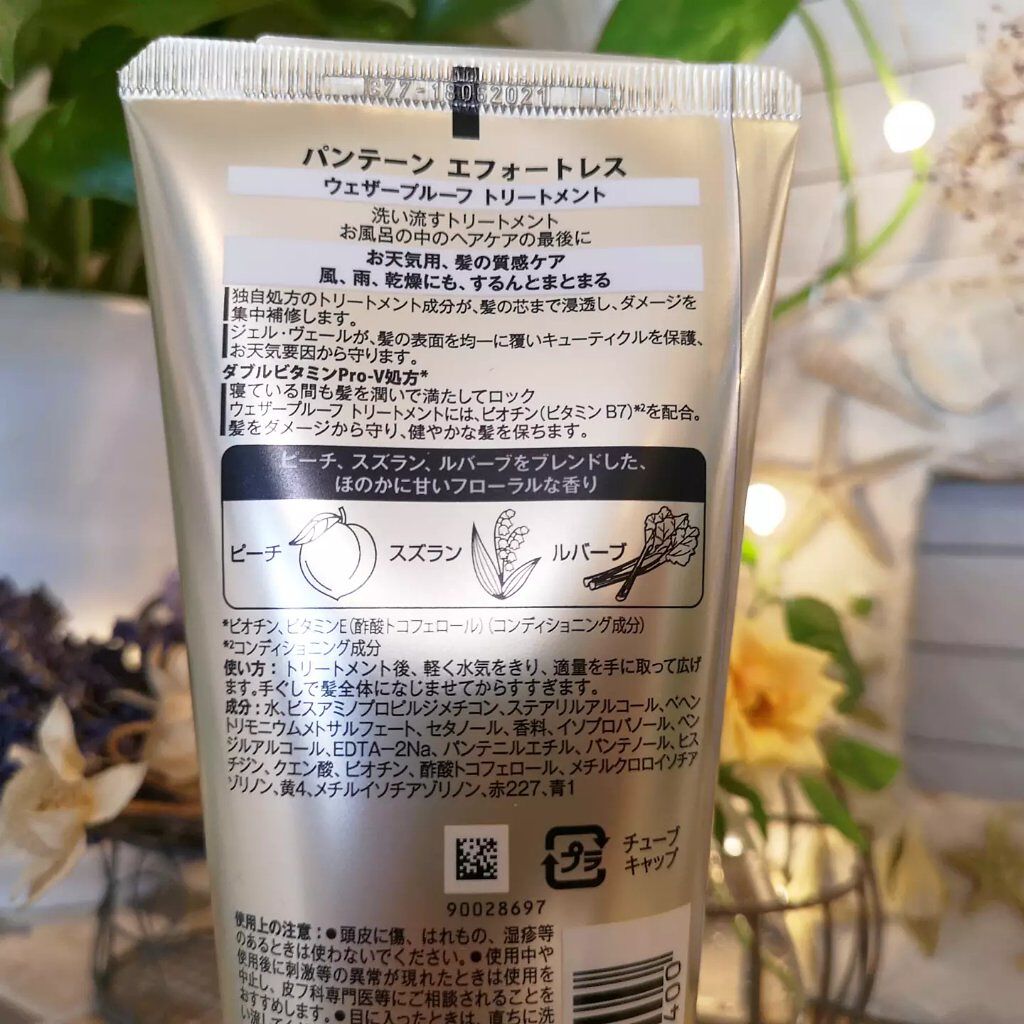 パンテーン エフォートレス
ウェザープルーフ トリートメント
洗い流すトリートメント
お風呂の中のヘアケアの最後に
お天気用、髪の質感ケア
風、雨、乾燥にも、するんとまとまる
独自処方のトリートメント成分が、髪の芯まで浸透し、ダメージを
集中補修します。
ジェル・ヴェールが、髪の表面を均一に覆いキューティクルを保護、
お天気要因から守ります。
ダブルビタミンPro-V処方*
寝ている間も髪を潤いで満たしてロック
ウェザープルーフ トリートメントには、ビオチン(ビタミン B7)*²を配合。
髪をダメージから守り、健やかな髪を保ちます。
ピーチ、スズラン、ルバーブをブレンドした、
ほのかに甘いフローラルな香り
ピーチ スズラン ルバーブ
*ビオチン、ビタミンE(酢酸トコフェロール)(コンディショニング成分)
*²コンディショニング成分
使い方：トリートメント後、軽く水気をきり、適量を手に取って広げ
ます。手ぐしで髪全体になじませてからすすぎます。
成分：水、ビスアミノプロピルジメチコン、ステアリルアルコール、ベヘン
トリモニウムメトサルフェート、セタノール、香料、イソプロパノール、ベン
ジルアルコール、EDTA-2Na、パンテニルエチル、パンテノール、ヒス
チジン、クエン酸、ビオチン、酢酸トコフェロール、メチルクロロイソチア
ゾリノン、黄4、メチルイソチアゾリノン、赤227、青1
プラ
チューブ
キャップ
90028697
使用上の注意：●頭皮に傷、はれもの、湿疹等
のあるときは使わないでください。●使用中や
使用後に刺激等の異常が現れたときは使用を
中止し、皮フ科専門医等にご相談されることを
おすすめします。●目に入ったときは、直ちに洗